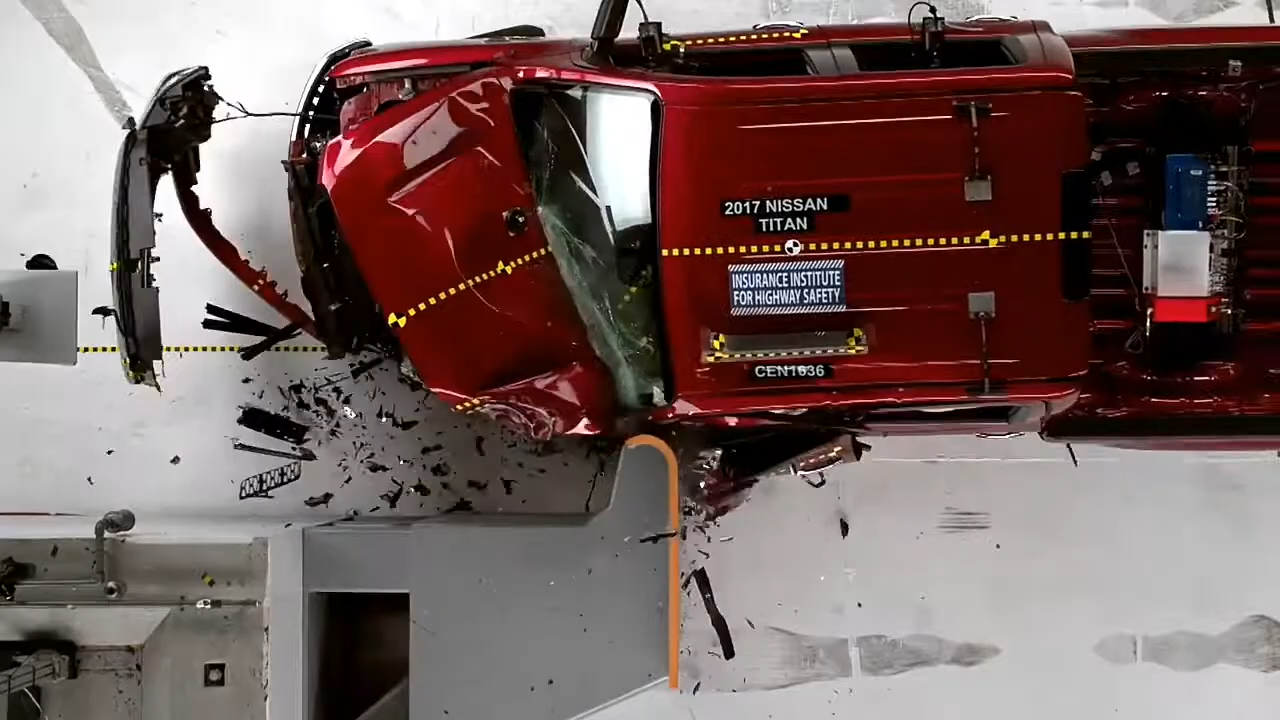 2017 NISSAN
TITAN
INSURANCE INSTITUTE
FOR HIGHWAY SAFETY
CEN1636